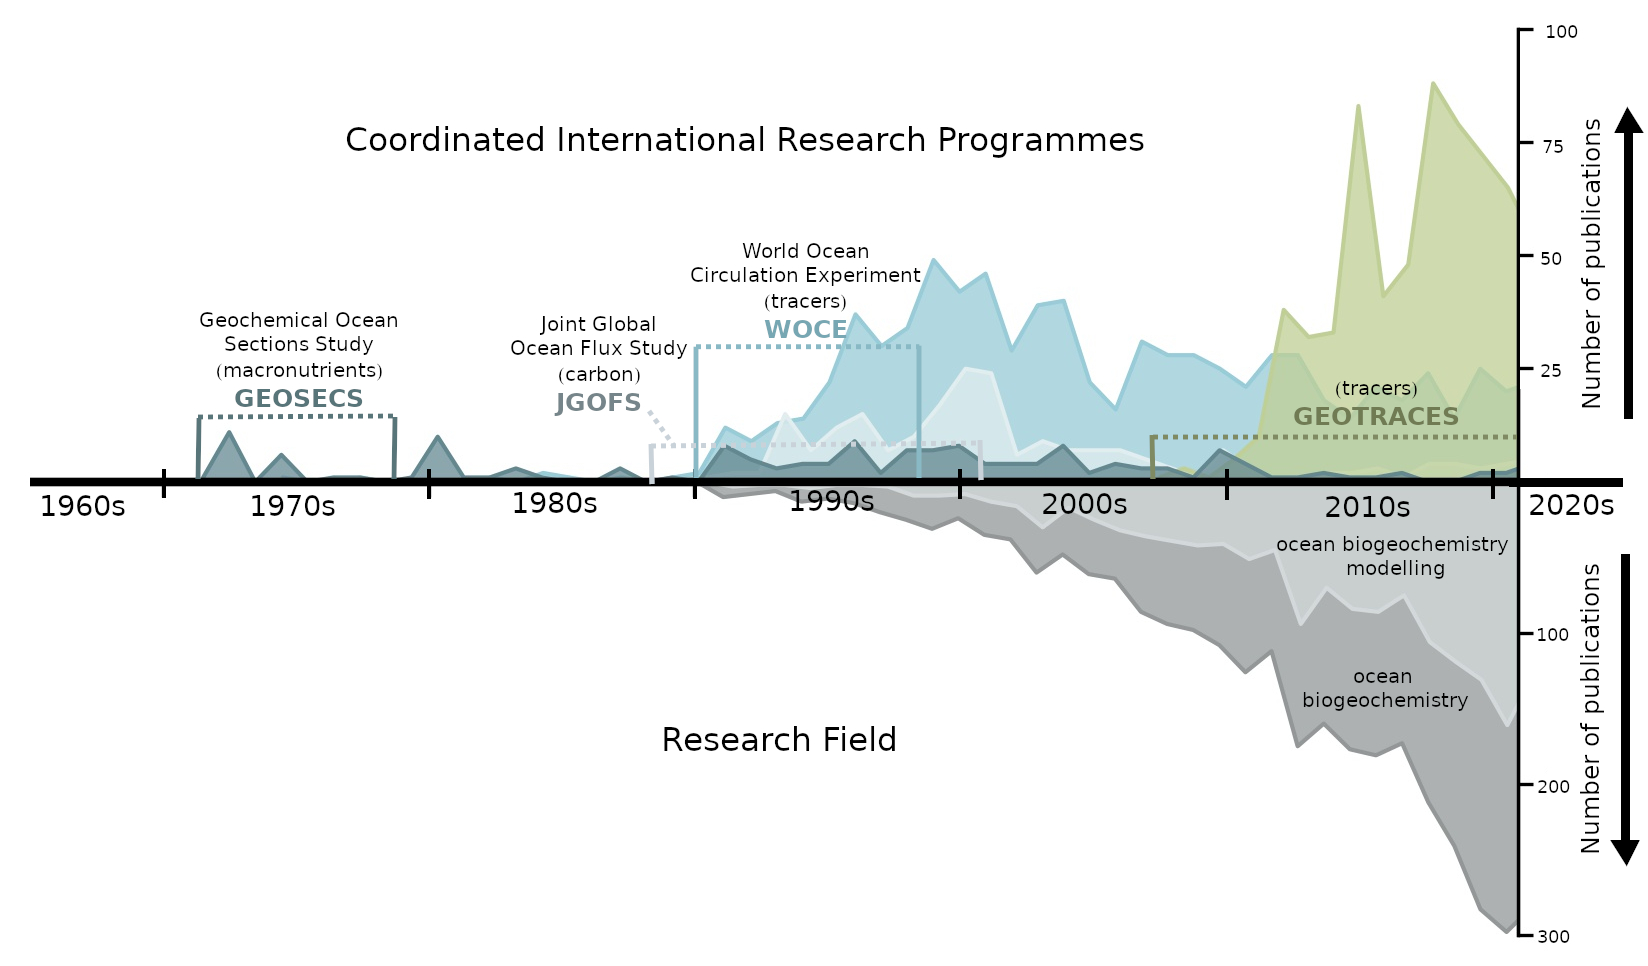 100
Coordinated International Research Programmes
75
Number of publications
50
25
World Ocean
Circulation Experiment
(tracers)
WOCE
Geochemical Ocean
Sections Study
(macronutrients)
GEOSECS
Joint Global
Ocean Flux Study
(carbon)
JGOFS
(tracers)
GEOTRACES
1960s
1970s
1980s
1990s
2000s
2010s
2020s
ocean biogeochemistry
modelling
100
ocean
biogeochemistry
Research Field
Number of publications
200
300